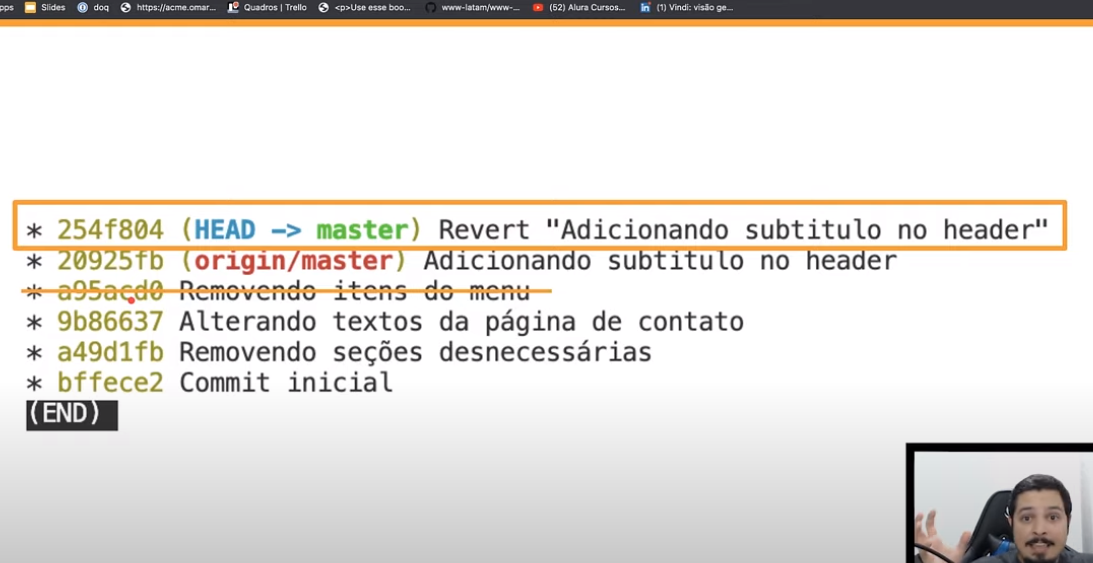 pps Slides doq https://acme.omar... Quadros | Trello <p>Use esse boo... www-latam/www-... (52) Alura Cursos... (1) Vindi: visão ge...
* 254f804 (HEAD -> master) Revert "Adicionando subtitulo no header"
* 20925fb (origin/master) Adicionando subtitulo no header
* a95acd0 Removendo itens do menu
* 9b86637 Alterando textos da página de contato
* a49d1fb Removendo seções desnecessárias
* bffece2 Commit inicial
(END)